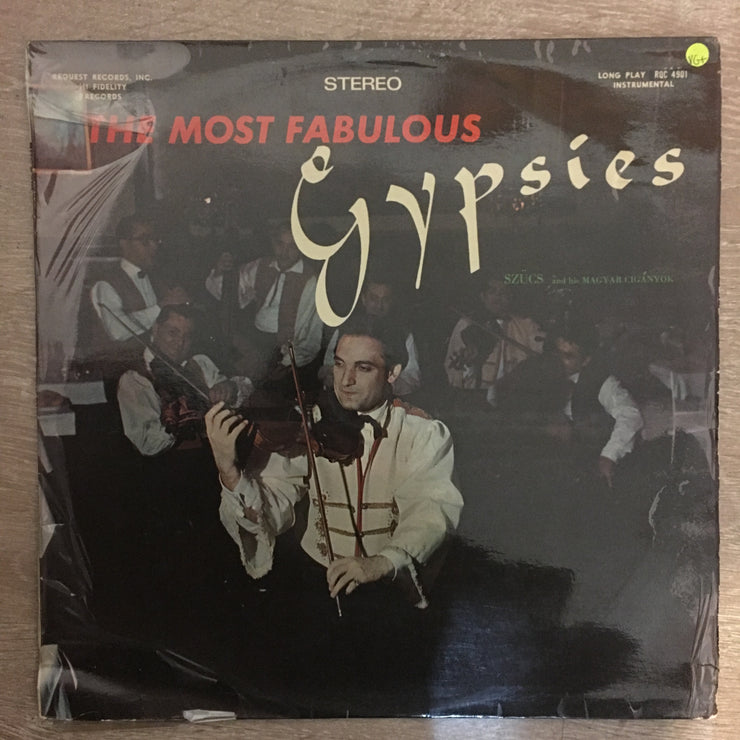 REQUEST RECORDS, INC.
HI FIDELITY
RECORDS
STEREO
LONG PLAY RQC 4901
INSTRUMENTAL
VG+
THE MOST FABULOUS
Gypsies
SZÜCS and his MAGYAR CIGÁNYOK